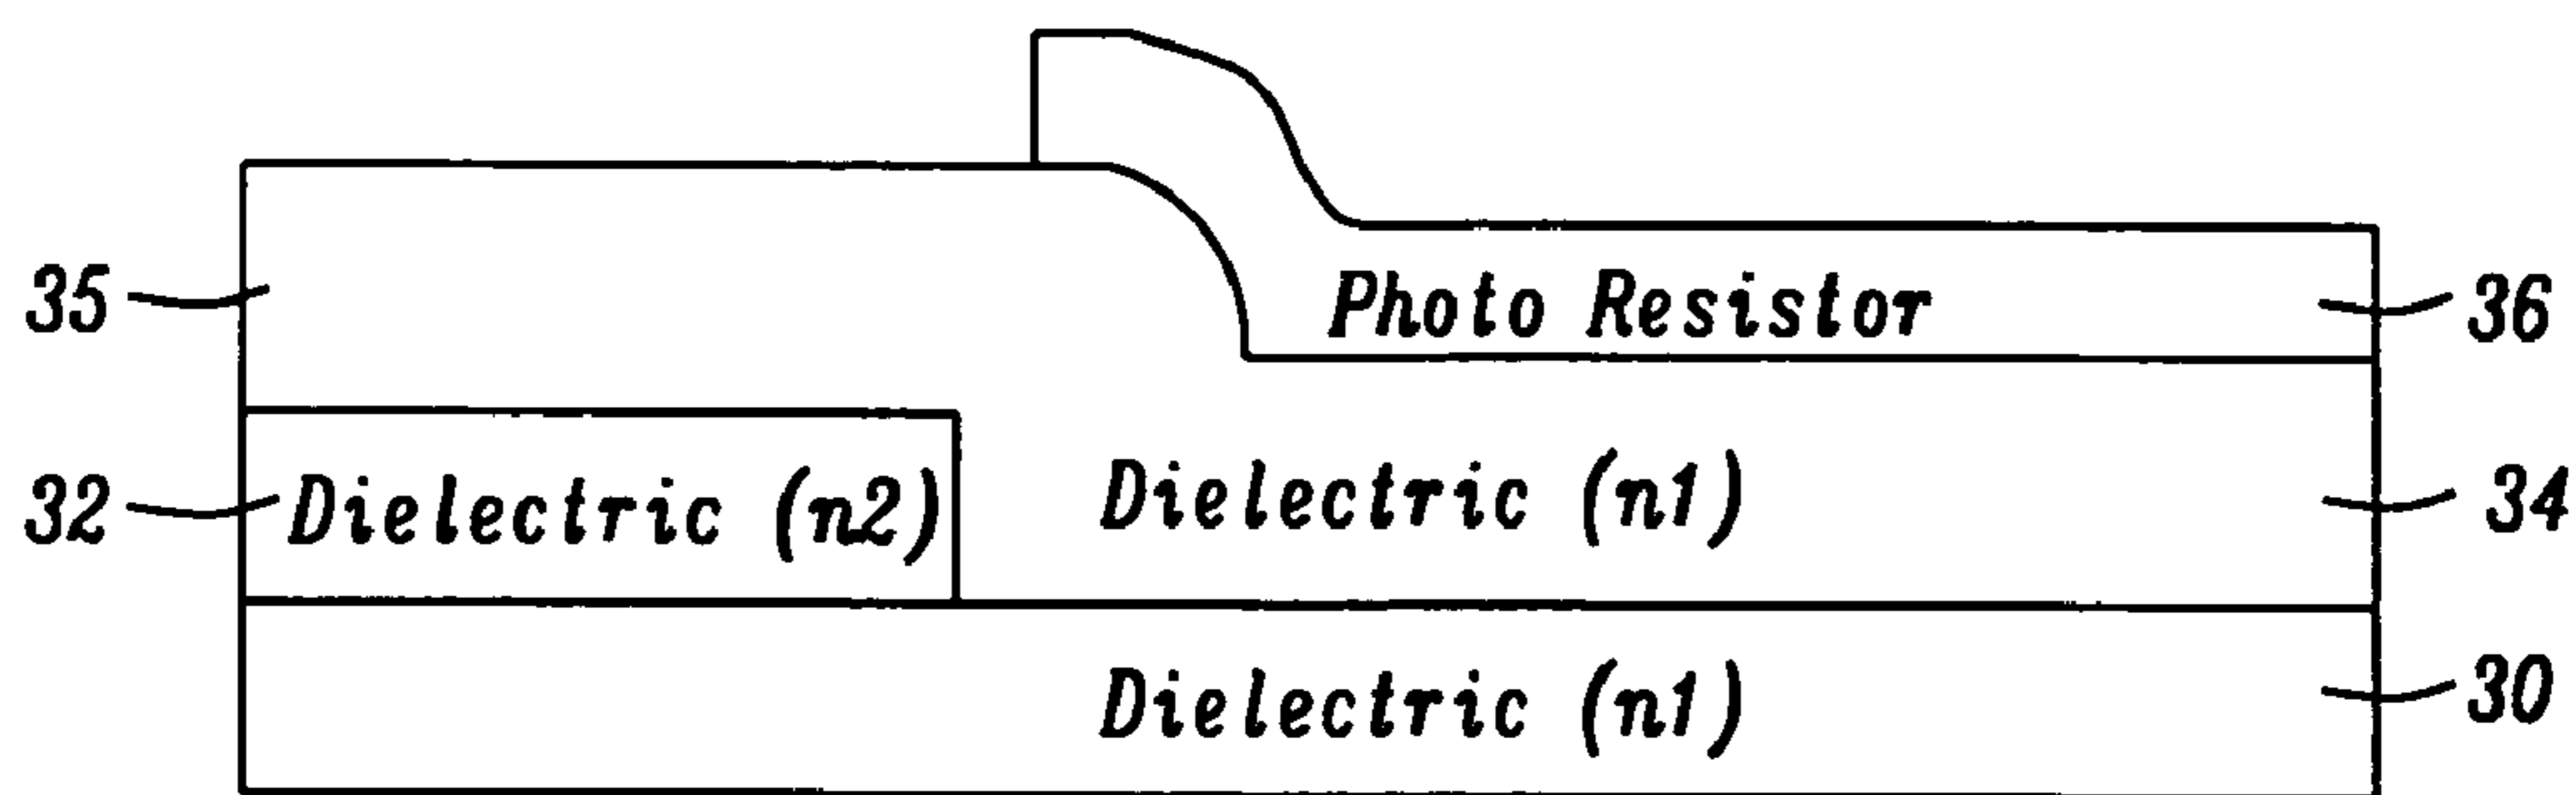 35
Photo Resistor
36
32
Dielectric (n2)
Dielectric (n1)
34
Dielectric (n1)
30